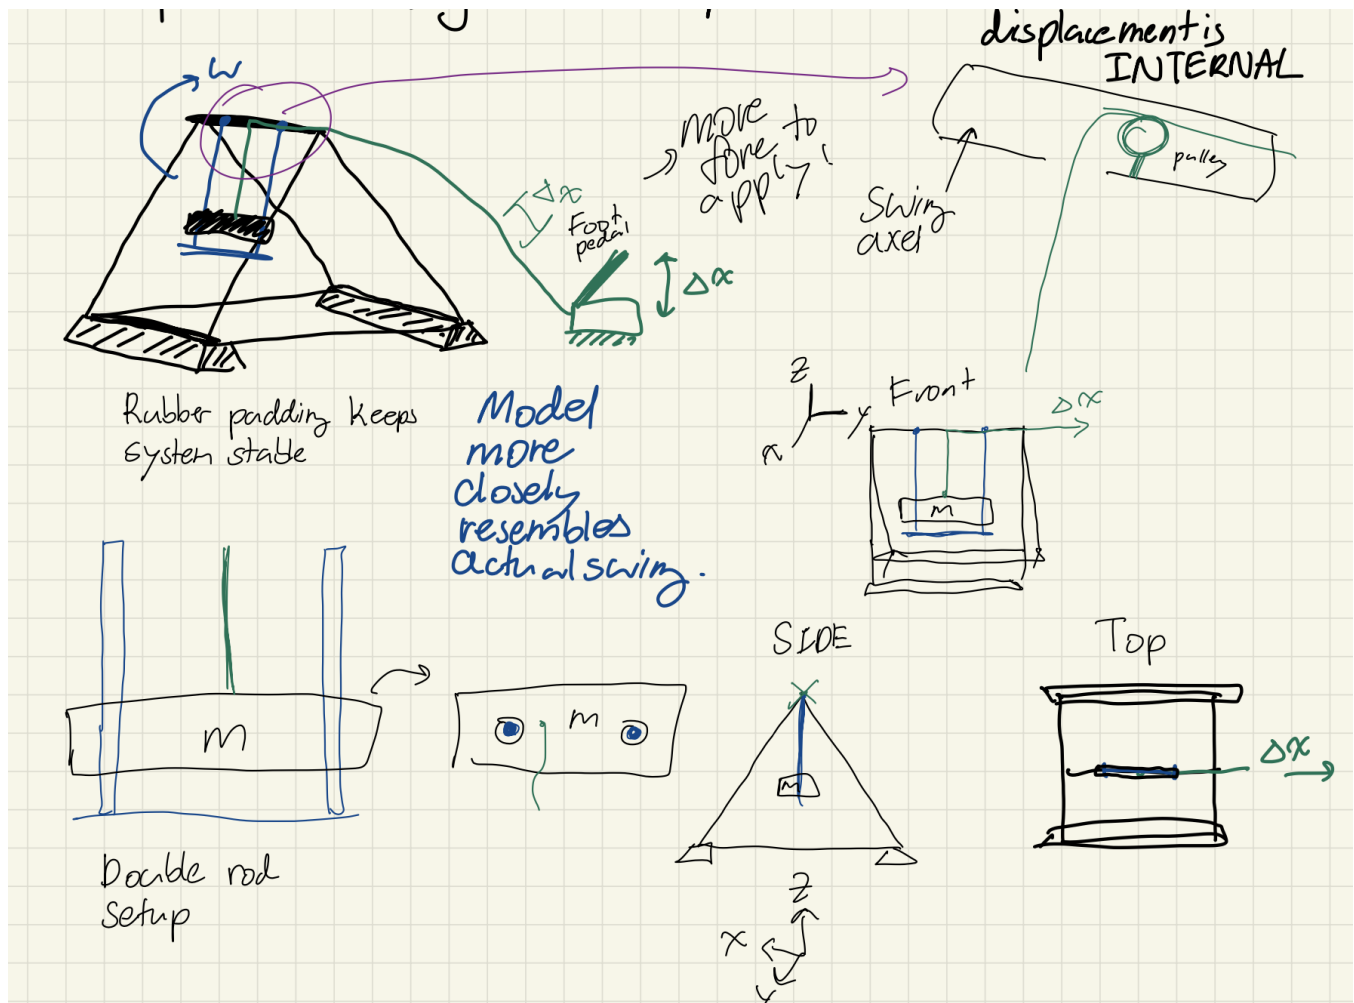 displacement is
INTERNAL
W
more
fore to
apply!
Δx
Foot
pedal
Δx
pulley
Swing
axel
Rubber padding keeps
system stable
Model
more
closely
resembles
actual swing.
Z
y
x
Front
Δx
m
SIDE
Top
m
m
m
Δx
Double rod
setup
Z
x
y